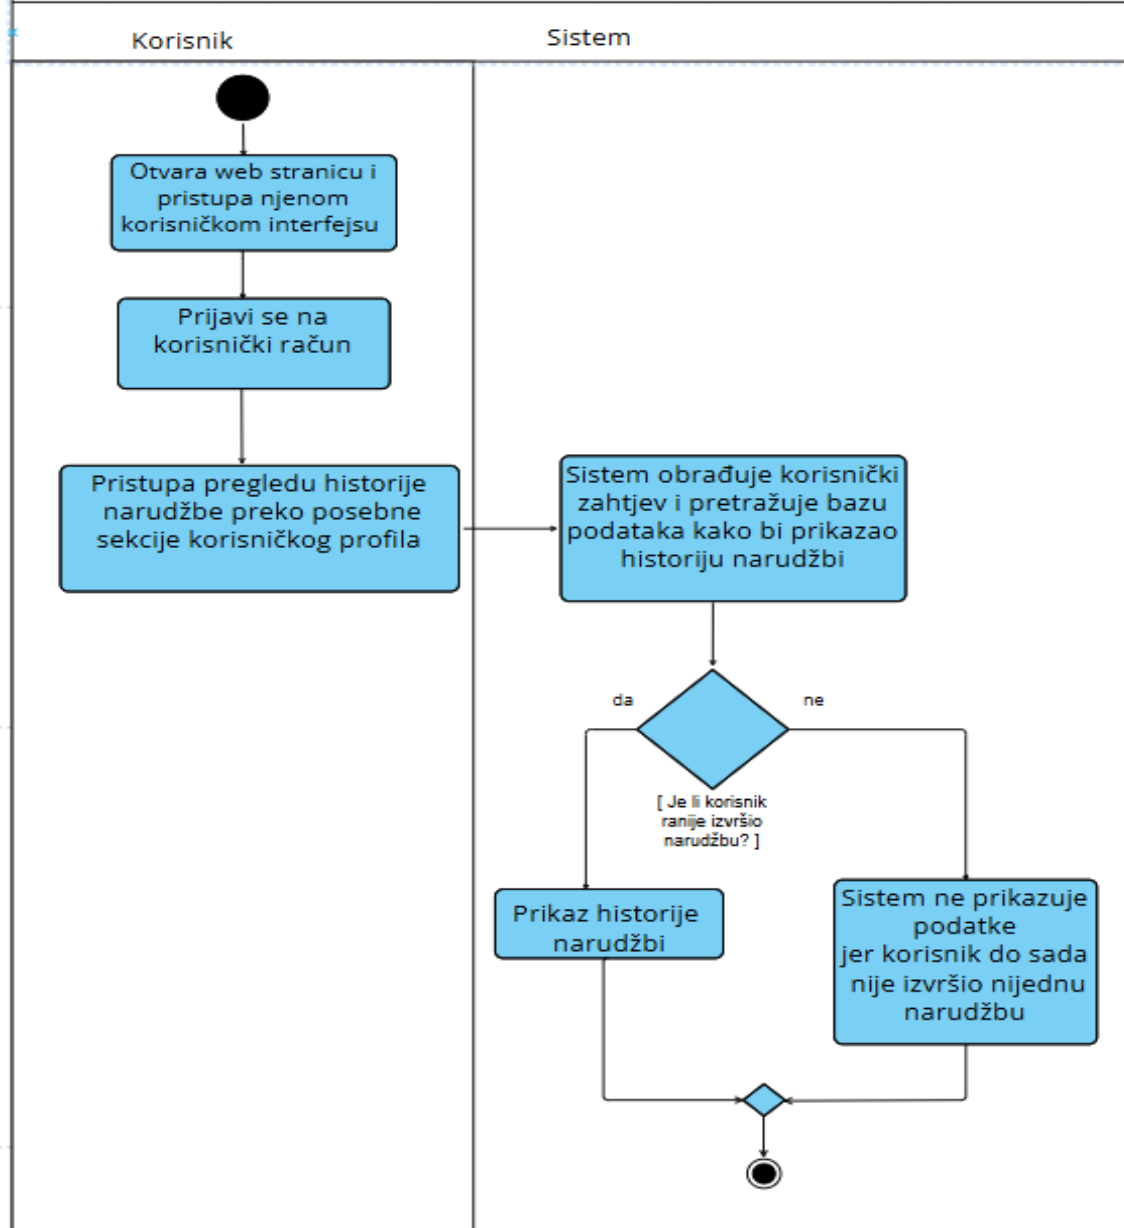 Korisnik
Sistem
Otvara web stranicu i
pristupa njenom
korisničkom interfejsu
Prijavi se na
korisnički račun
Pristupa pregledu historije
narudžbe preko posebne
sekcije korisničkog profila
Sistem obrađuje korisnički
zahtjev i pretražuje bazu
podataka kako bi prikazao
historiju narudžbi
da
ne
[ Je li korisnik
ranije izvršio
narudžbu? ]
Prikaz historije
narudžbi
Sistem ne prikazuje
podatke
jer korisnik do sada
nije izvršio nijednu
narudžbu